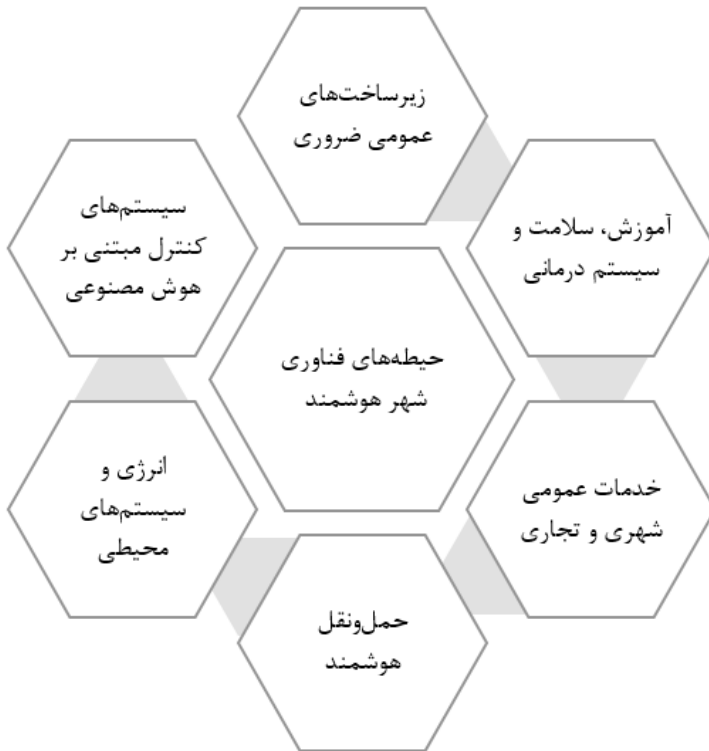 زیرساخت‌های
عمومی ضروری
آموزش، سلامت و
سیستم درمانی
خدمات عمومی
شهری و تجاری
حمل‌ونقل
هوشمند
انرژی و
سیستم‌های
محیطی
سیستم‌های
کنترل مبتنی بر
هوش مصنوعی
حیطه‌های فناوری
شهر هوشمند